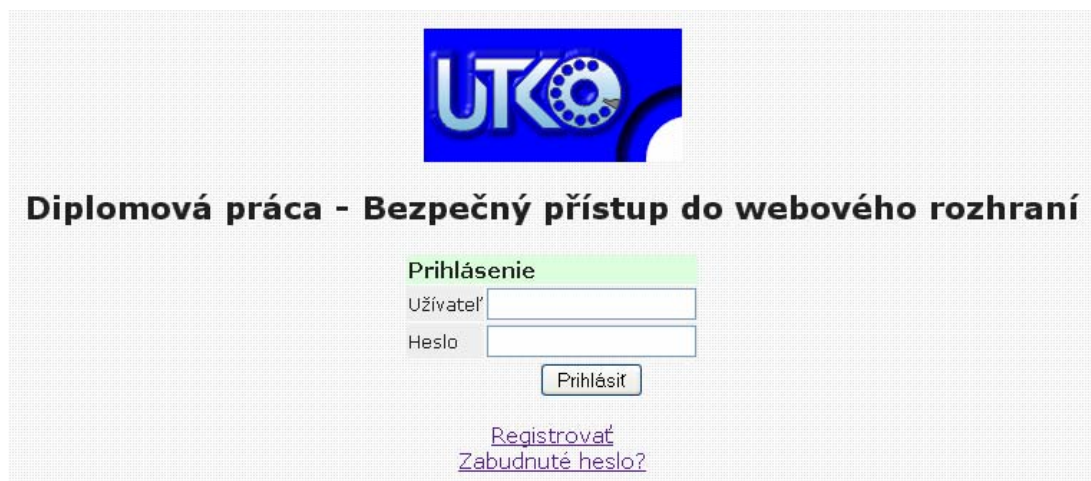 UTKO
Diplomová práca - Bezpečný přístup do webového rozhraní
Prihlásenie
Užívateľ
Heslo
Prihlásiť
Registrovať
Zabudnuté heslo?